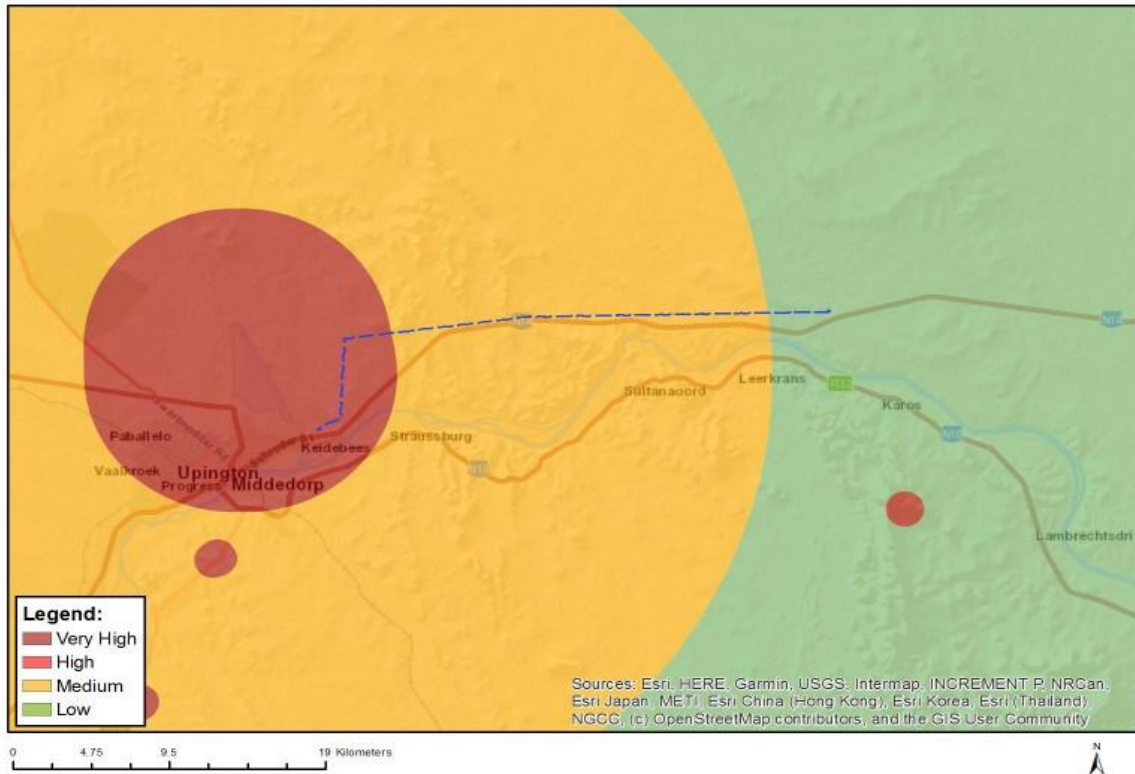 N14
N14
Sultanaoord
Leerkrans
Karos
Straussburg
Keidebees
Paballelo
Vaalkroek
Upington
Progress
Middedorp
N10
Lambrechtsdri
Legend:
Very High
High
Medium
Low
Sources: Esri, HERE, Garmin, USGS, Intermap, INCREMENT P, NRCan,
Esri Japan, METI, Esri China (Hong Kong), Esri Korea, Esri (Thailand),
NGCC, (c) OpenStreetMap contributors, and the GIS User Community
0 4.75 9.5 19 Kilometers
N